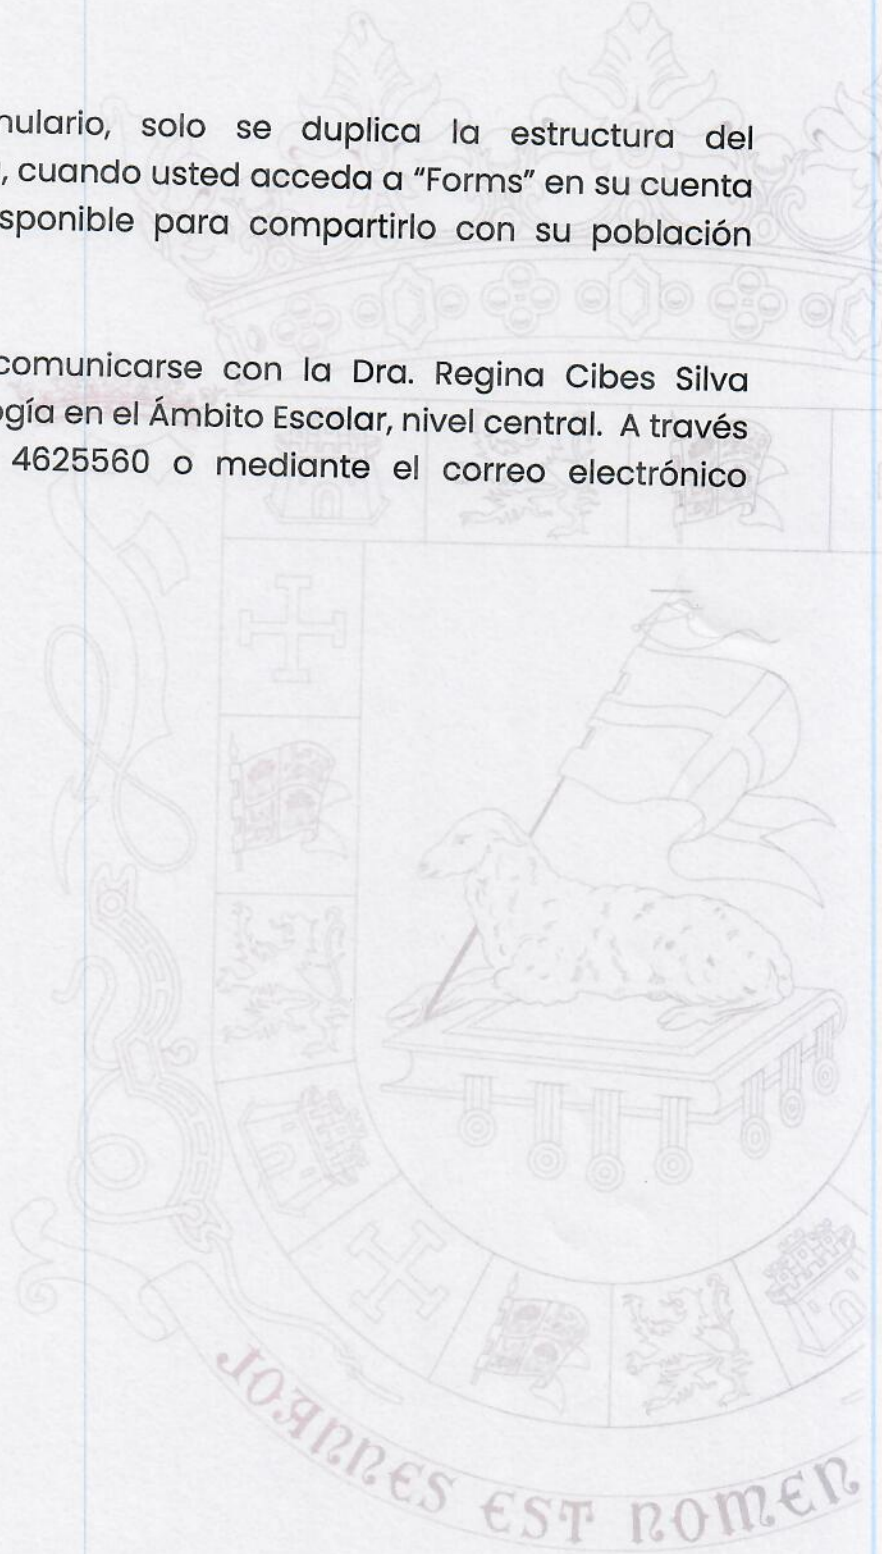 nulario, solo se duplica la estructura del
, cuando usted acceda a “Forms” en su cuenta
sponible para compartirlo con su población
comunicarse con la Dra. Regina Cibes Silva
ogía en el Ámbito Escolar, nivel central. A través
4625560 o mediante el correo electrónico
JOANNES EST NOMEN